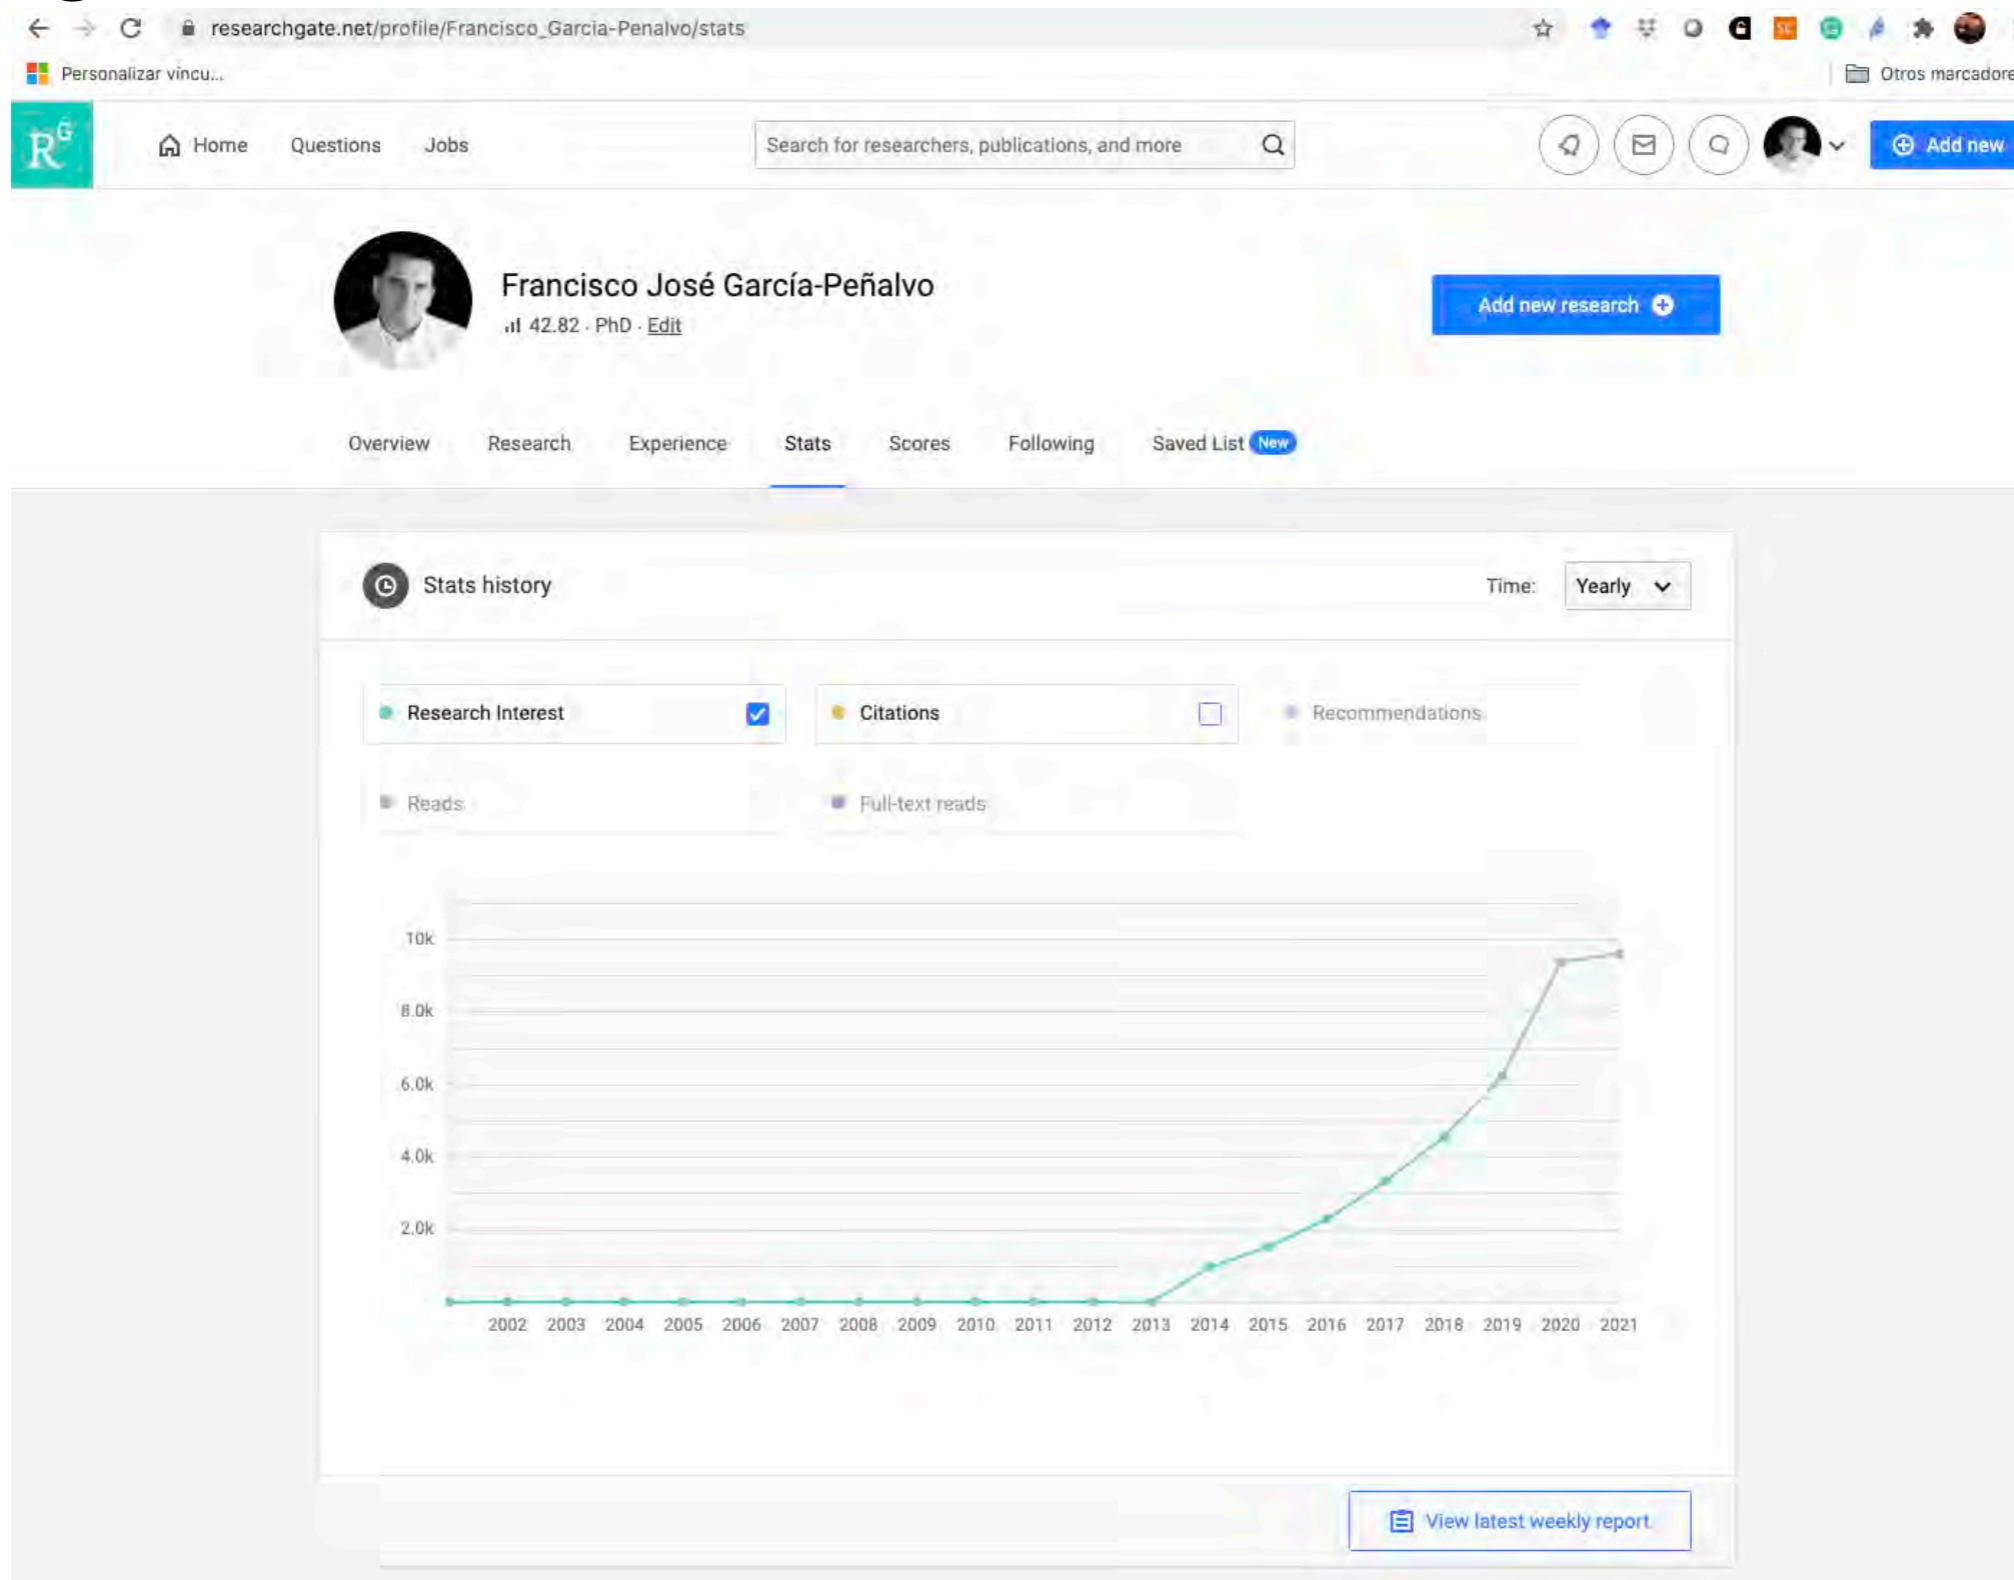 researchgate.net/profile/Francisco_Garcia-Penalvo/stats
Personalizar víncu...
Otros marcadore
RG
Home Questions Jobs
Search for researchers, publications, and more
Add new
Francisco José García-Peñalvo
42.82 · PhD · Edit
Add new research
Overview Research Experience Stats Scores Following Saved List New
Stats history
Time: Yearly
Research Interest Citations Recommendations
Reads Full-text reads
10k
8.0k
6.0k
4.0k
2.0k
2002 2003 2004 2005 2006 2007 2008 2009 2010 2011 2012 2013 2014 2015 2016 2017 2018 2019 2020 2021
View latest weekly report